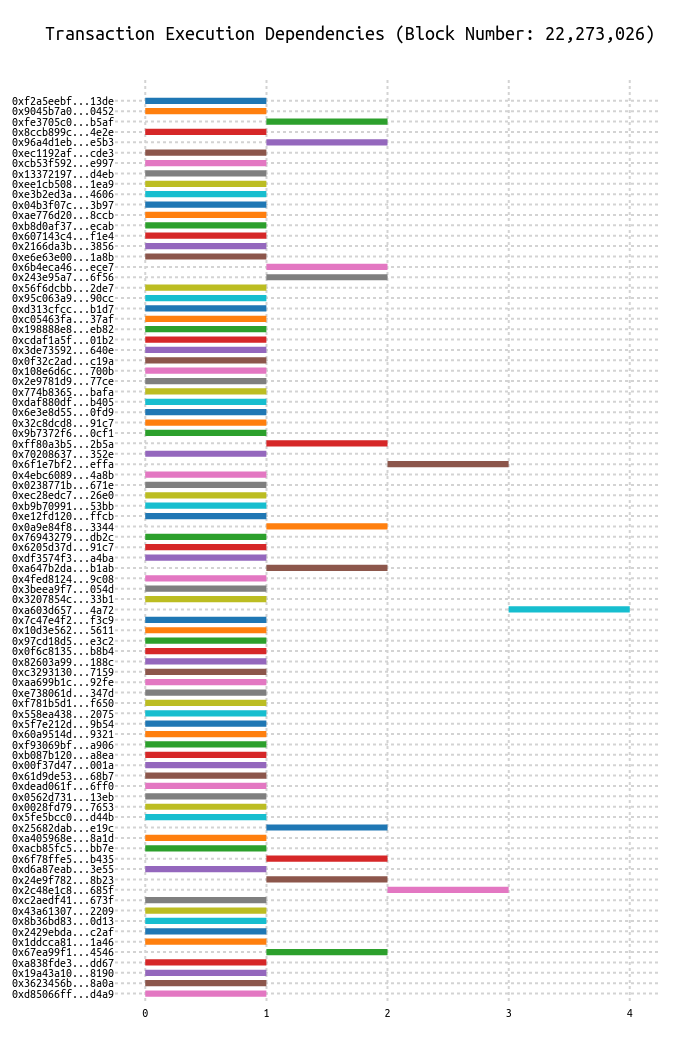 Transaction Execution Dependencies (Block Number: 22,273,026)
0xf2a5eebf...13de
0x9045b7a0...0452
0xfe3705c0...b5af
0x8ccb899c...4e2e
0x96a4d1eb...e5b3
0xec1192af...cde3
0xcb53f592...e997
0x13372197...d4eb
0xee1cb508...1ea9
0xe3b2ed3a...4606
0x04b3f07c...3b97
0xae776d20...8ccb
0xb8d0af37...ecab
0x607143c4...f1e4
0x2166da3b...3856
0xe6e63e00...1a8b
0x6b4eca46...ece7
0x243e95a7...6f56
0x56f6dcbb...2de7
0x95c063a9...90cc
0xd313cfcc...b1d7
0xc05463fa...37af
0x198888e8...eb82
0xcdaf1a5f...01b2
0x3de73592...640e
0x0f32c2ad...c19a
0x108e6d6c...700b
0x2e9781d9...77ce
0x774b8365...bafa
0xdaf880df...b405
0x6e3e8d55...0fd9
0x32c8dcd8...91c7
0x9b7372f6...0cf1
0xff80a3b5...2b5a
0x70208637...352e
0x6f1e7bf2...effa
0x4ebc6089...4a8b
0x0238771b...671e
0xec28edc7...26e0
0xb9b70991...53bb
0xe12fd120...ffcb
0x0a9e84f8...3344
0x76943279...db2c
0x6205d37d...91c7
0xdf3574f3...a4ba
0xa647b2da...b1ab
0x4fed8124...9c08
0x3beea9f7...054d
0x3207854c...33b1
0xa603d657...4a72
0x7c47e4f2...f3c9
0x10d3e562...5611
0x97cd18d5...e3c2
0x0f6c8135...b8b4
0x82603a99...188c
0xc3293130...7159
0xaa699b1c...92fe
0xe738061d...347d
0xf781b5d1...f650
0x558ea438...2075
0x5f7e212d...9b54
0x60a9514d...9321
0xf93069bf...a906
0xb087b120...a8ea
0x00f37d47...001a
0x61d9de53...68b7
0xdead061f...6ff0
0x0562d731...13eb
0x0028fd79...7653
0x5fe5bcc0...d44b
0x25682dab...e19c
0xa405968e...8a1d
0xacb85fc5...bb7e
0x6f78ffe5...b435
0xd6a87eab...3e55
0x24e9f782...8b23
0x2c48e1c8...685f
0xc2aedf41...673f
0x43a61307...2209
0x8b36bd83...0d13
0x2429ebda...c2af
0x1ddcca81...1a46
0x67ea99f1...4546
0xa838fde3...dd67
0x19a43a10...8190
0x3623456b...8a0a
0xd85066ff...d4a9
0 1 2 3 4